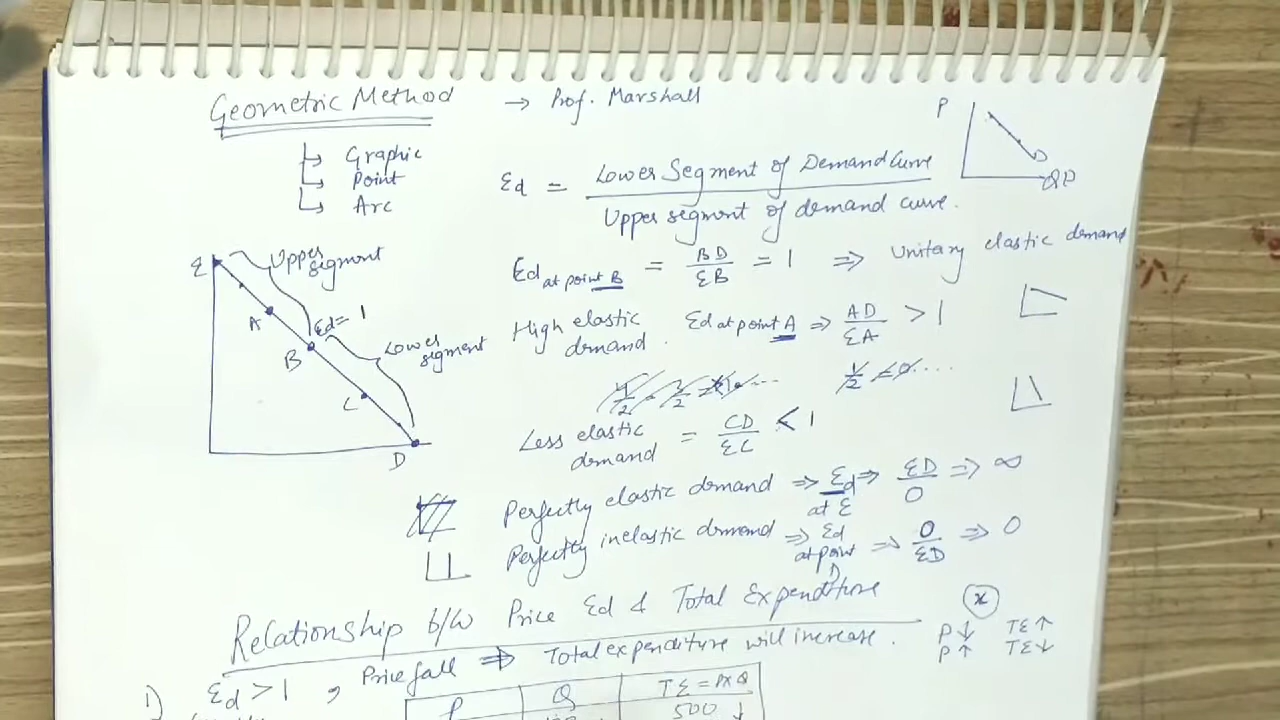 Geometric Method → Prof. Marshall
Graphic
Point
Arc
Ed = Lower Segment of Demand Curve
Upper segment of demand curve.
P
QD
E
Upper segment
A
Ed = 1
B
Lower segment
C
D
Ed at point B = BD/EB = 1 ⇒ Unitary elastic demand
High elastic demand. Ed at point A ⇒ AD/EA > 1
Less elastic demand = CD/EC < 1
Perfectly elastic demand ⇒ Ed at E ⇒ ED/0 ⇒ ∞
Perfectly inelastic demand ⇒ Ed at point D ⇒ 0/ED ⇒ 0
Relationship b/w Price Ed & Total Expenditure
x
P↓ TE↑
P↑ TE↓
1) Ed > 1, Price fall ⇒ Total expenditure will increase.
P Q TE = P×Q
500 ↓